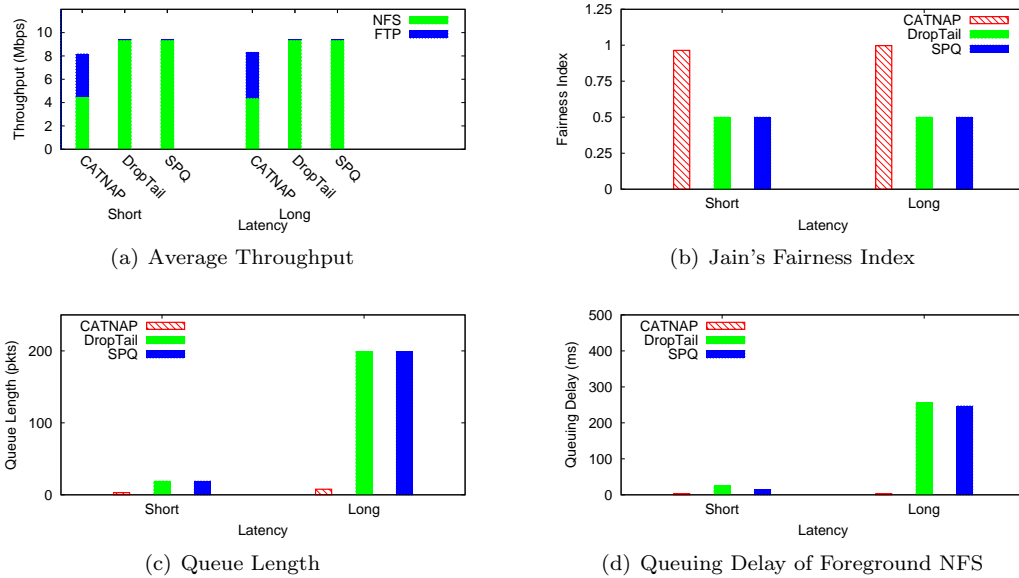 12
10
8
6
4
2
0
Throughput (Mbps)
NFS
FTP
CATNAP
DropTail
SPQ
CATNAP
DropTail
SPQ
Short
Long
Latency
(a) Average Throughput
1.25
1
0.75
0.5
0.25
0
Fairness Index
CATNAP
DropTail
SPQ
Short
Long
Latency
(b) Jain's Fairness Index
200
100
0
Queue Length (pkts)
CATNAP
DropTail
SPQ
Short
Long
Latency
(c) Queue Length
500
400
300
200
100
0
Queuing Delay (ms)
CATNAP
DropTail
SPQ
Short
Long
Latency
(d) Queuing Delay of Foreground NFS